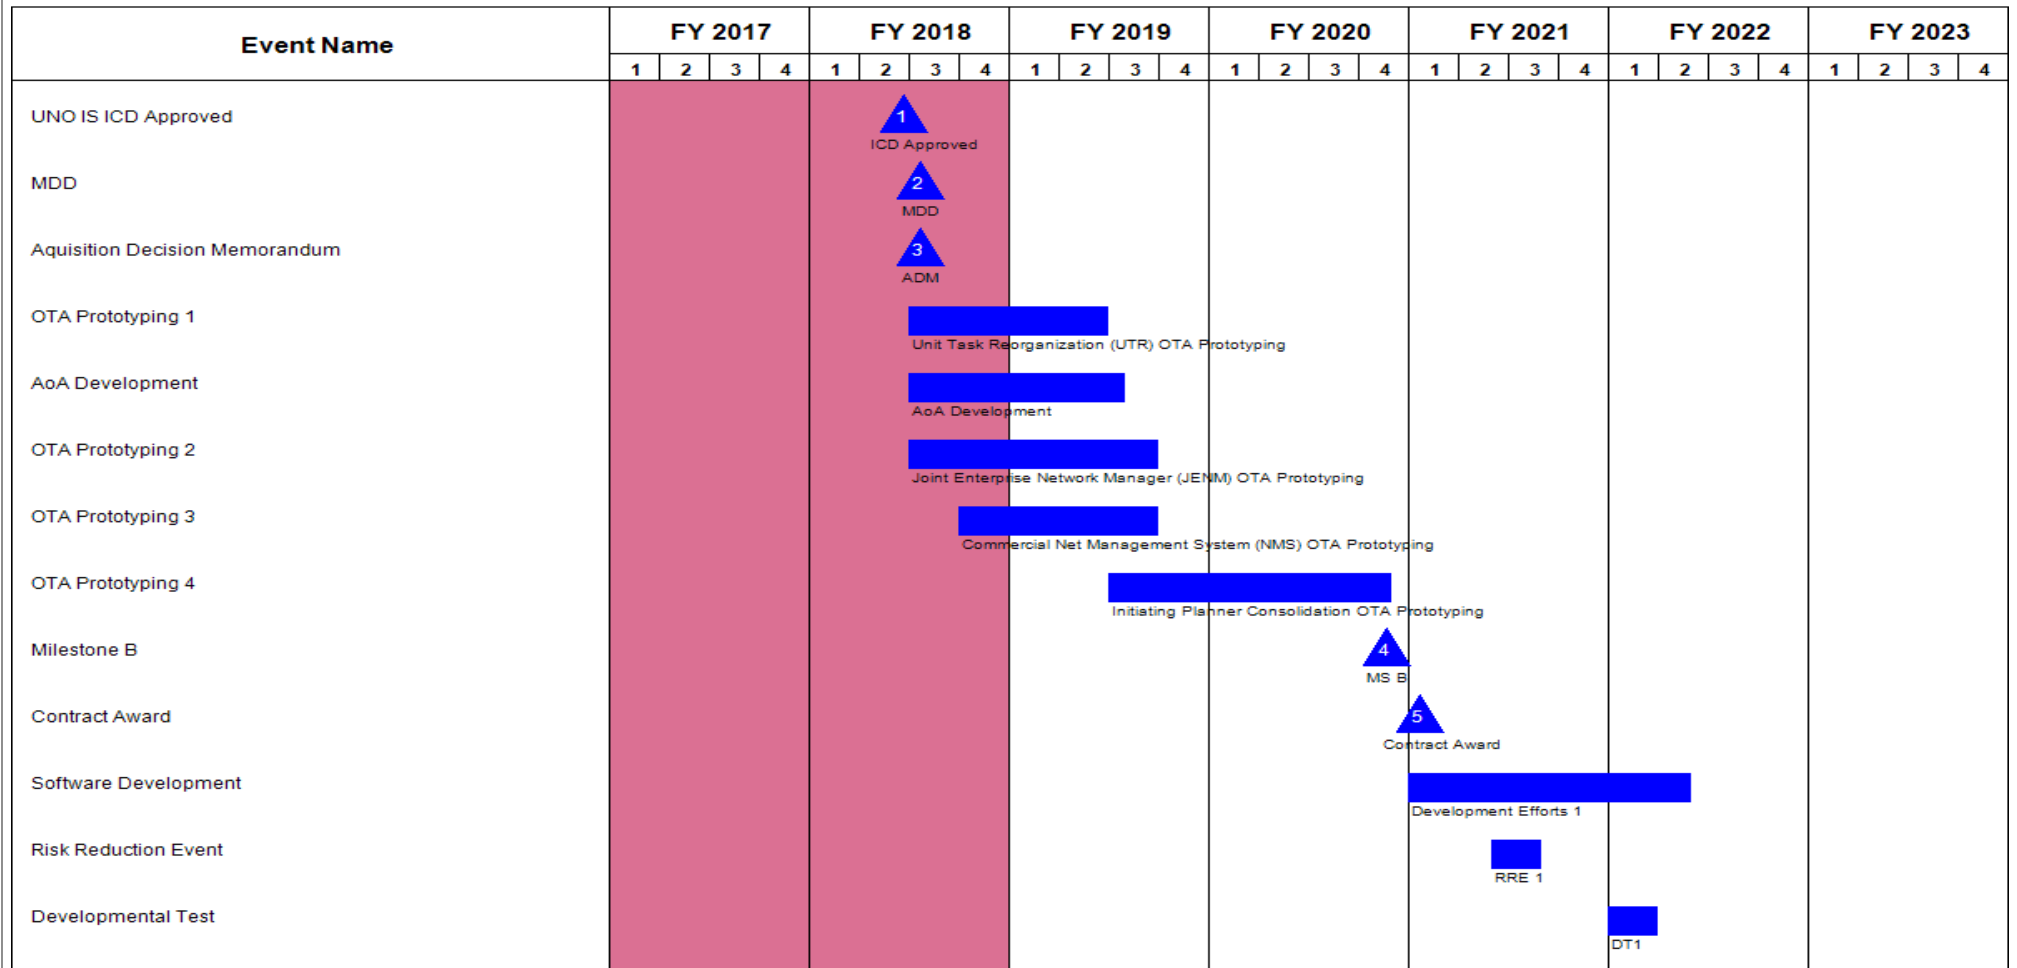 Event Name
FY 2017 FY 2018 FY 2019 FY 2020 FY 2021 FY 2022 FY 2023
1 2 3 4 1 2 3 4 1 2 3 4 1 2 3 4 1 2 3 4 1 2 3 4 1 2 3 4
UNO IS ICD Approved 1
ICD Approved
MDD 2
MDD
Aquisition Decision Memorandum 3
ADM
OTA Prototyping 1
Unit Task Reorganization (UTR) OTA Prototyping
AoA Development
AoA Development
OTA Prototyping 2
Joint Enterprise Network Manager (JENM) OTA Prototyping
OTA Prototyping 3
Commercial Net Management System (NMS) OTA Prototyping
OTA Prototyping 4
Initiating Planner Consolidation OTA Prototyping
Milestone B 4
MS B
Contract Award 5
Contract Award
Software Development
Development Efforts 1
Risk Reduction Event
RRE 1
Developmental Test
DT1